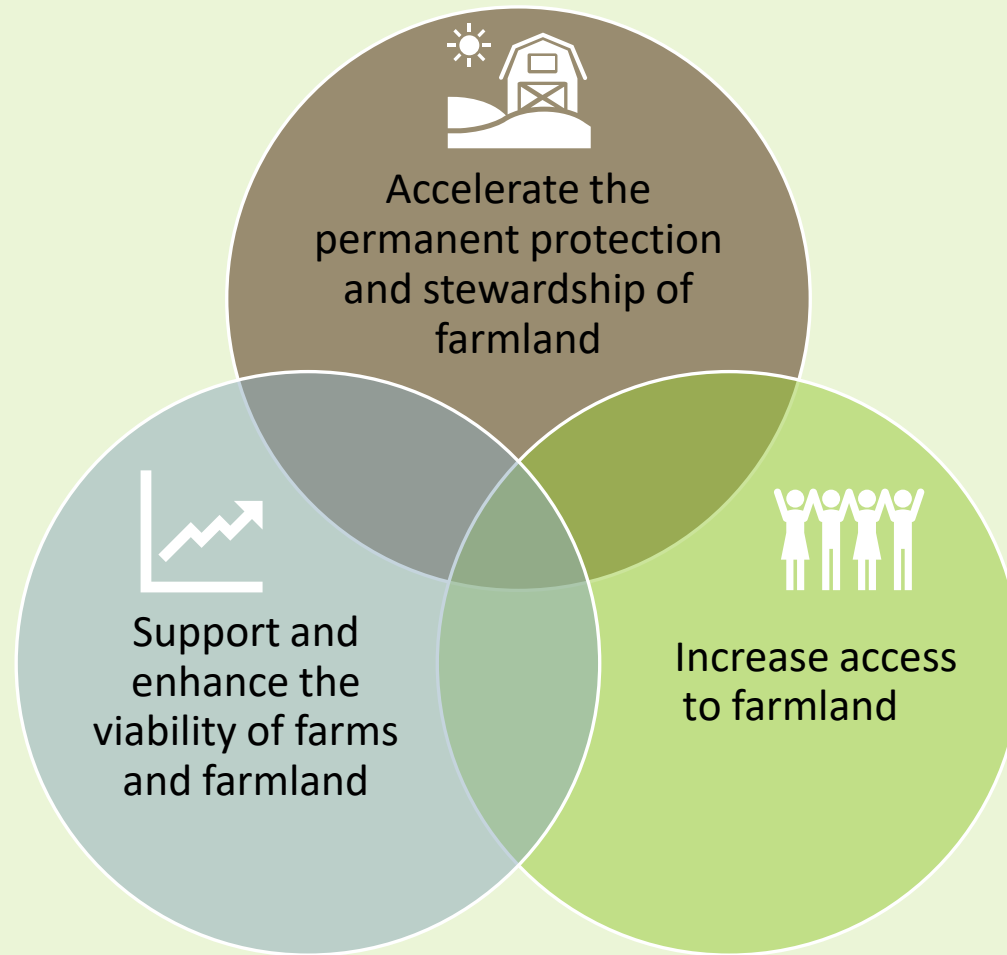 Accelerate the
permanent protection
and stewardship of
farmland
Support and
enhance the
viability of farms
and farmland
Increase access
to farmland